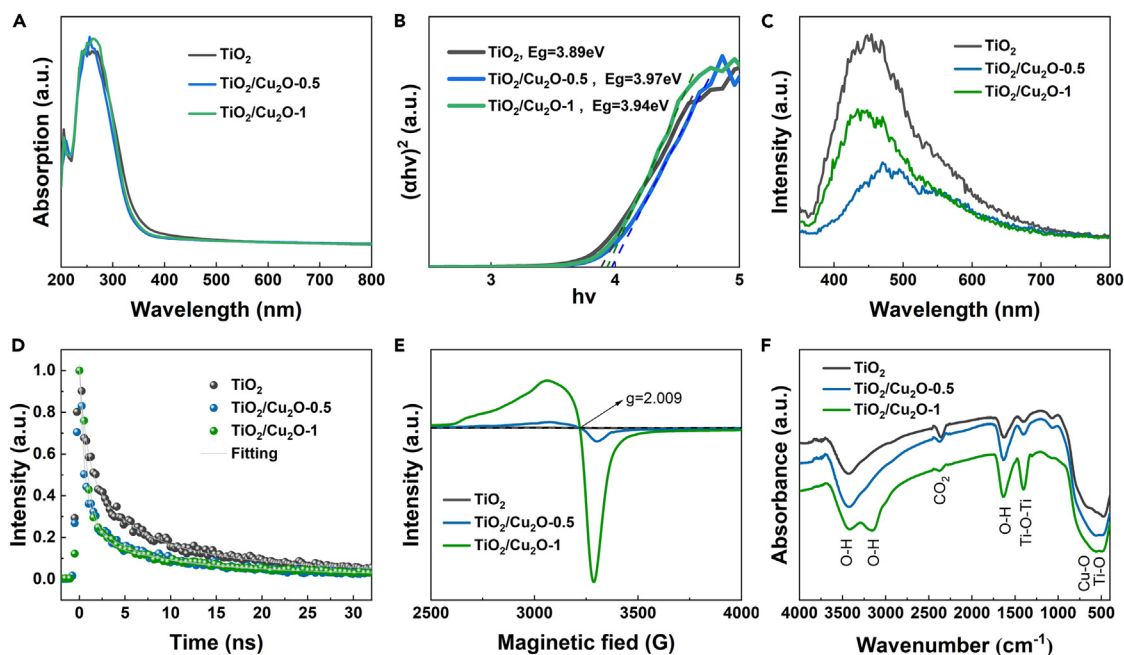 A
TiO₂
TiO₂/Cu₂O-0.5
TiO₂/Cu₂O-1
Absorption (a.u.)
200 300 400 500 600 700 800
Wavelength (nm)
B
TiO₂, Eg=3.89eV
TiO₂/Cu₂O-0.5 , Eg=3.97eV
TiO₂/Cu₂O-1 , Eg=3.94eV
(αhv)²
3 4 5
hv
C
TiO₂
TiO₂/Cu₂O-0.5
TiO₂/Cu₂O-1
Intensity (a.u.)
400 500 600 700 800
Wavelength (nm)
D
TiO₂
TiO₂/Cu₂O-0.5
TiO₂/Cu₂O-1
Fitting
Intensity (a.u.)
1.0
0.8
0.6
0.4
0.2
0.0
0 5 10 15 20 25 30
Time (ns)
E
g=2.009
TiO₂
TiO₂/Cu₂O-0.5
TiO₂/Cu₂O-1
Intensity (a.u.)
2500 3000 3500 4000
Maginetic fied (G)
F
TiO₂
TiO₂/Cu₂O-0.5
TiO₂/Cu₂O-1
Absorbance (a.u.)
O-H
O-H
CO₂
O-H
Ti-O-Ti
Cu-O
Ti-O
4000 3500 3000 2500 2000 1500 1000 500
Wavenumber (cm⁻¹)